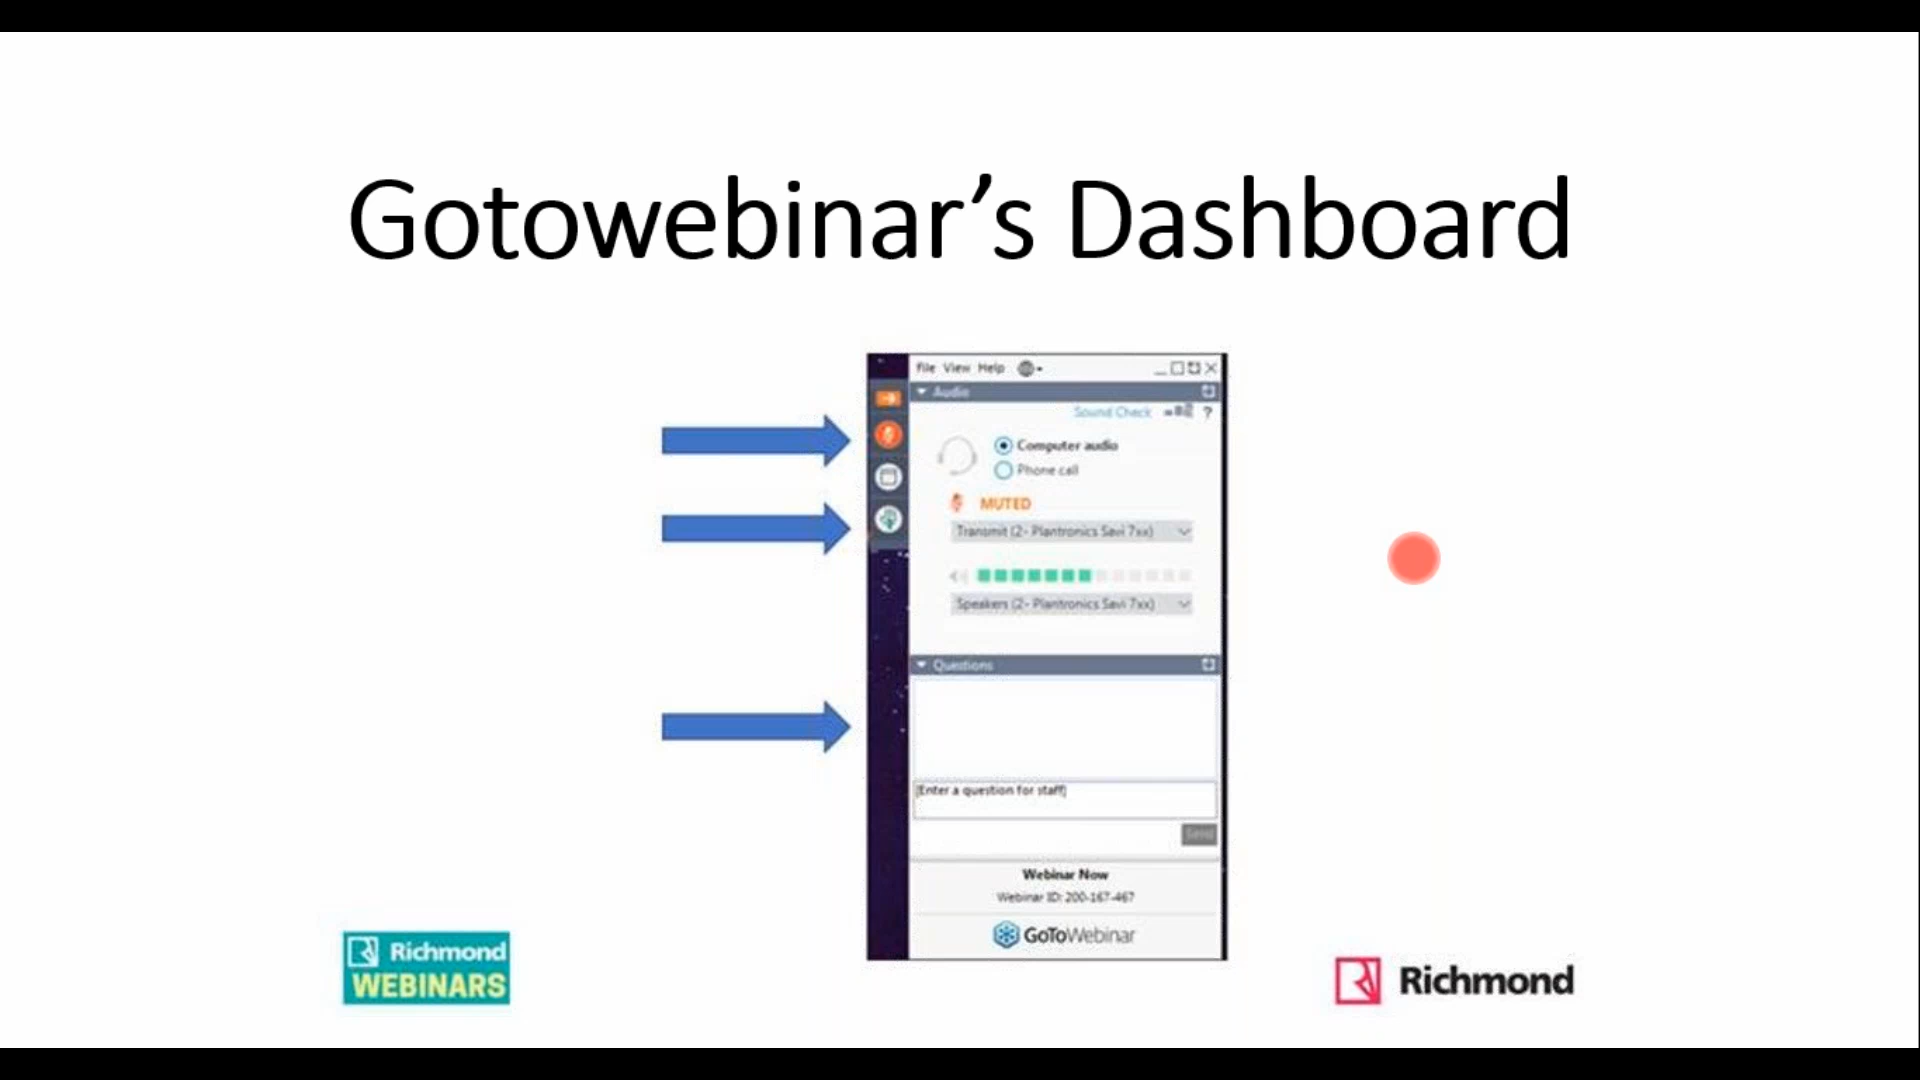 Gotowebinar’s Dashboard
File View Help
Audio
Sound Check ?
Computer audio
Phone call
MUTED
Transmit (2- Plantronics Savi 7xx)
Speakers (2- Plantronics Savi 7xx)
Questions
[Enter a question for staff]
Send
Webinar Now
Webinar ID: 200-167-467
GoToWebinar
Richmond
WEBINARS
Richmond